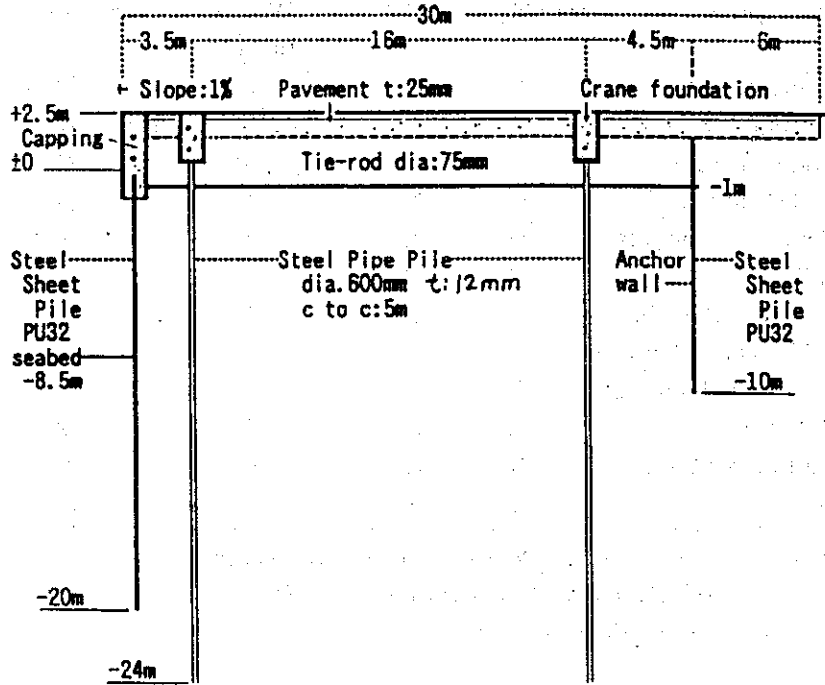 30m
3.5m 16m 4.5m 6m
Slope:1% Pavement t:25mm Crane foundation
+2.5m
Capping
±0
Tie-rod dia:75mm
-1m
Steel
Sheet
Pile
PU32
seabed
-8.5m
Steel Pipe Pile
dia.600mm t:12mm
c to c:5m
Anchor
wall
Steel
Sheet
Pile
PU32
-10m
-20m
-24m